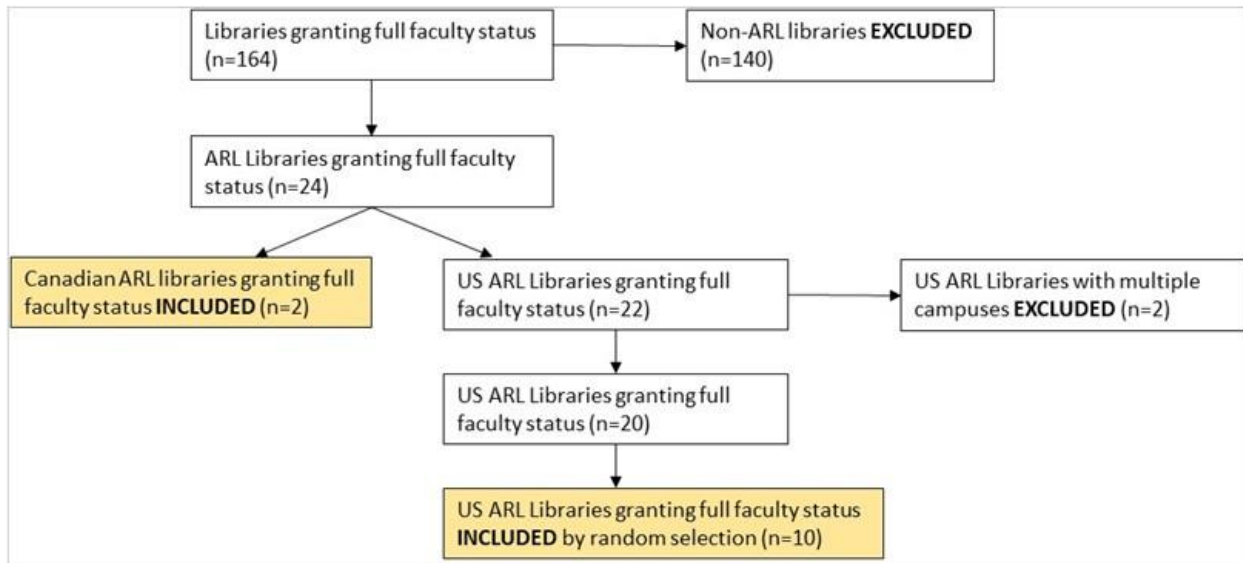 Libraries granting full faculty status
(n=164)
Non-ARL libraries EXCLUDED
(n=140)
ARL Libraries granting full faculty
status (n=24)
Canadian ARL libraries granting full
faculty status INCLUDED (n=2)
US ARL Libraries granting full
faculty status (n=22)
US ARL Libraries with multiple
campuses EXCLUDED (n=2)
US ARL Libraries granting full
faculty status (n=20)
US ARL Libraries granting full faculty status
INCLUDED by random selection (n=10)